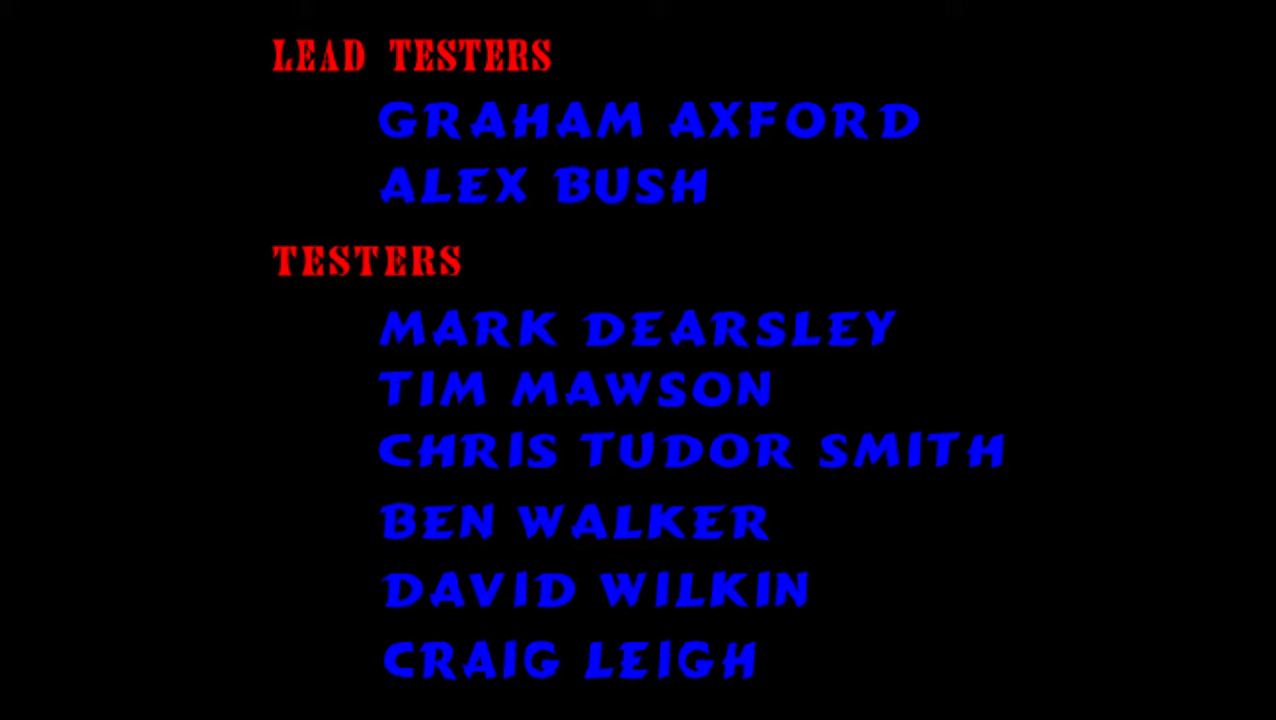 LEAD TESTERS
GRAHAM AXFORD
ALEX BUSH
TESTERS
MARK DEARSLEY
TIM MAWSON
CHRIS TUDOR SMITH
BEN WALKER
DAVID WILKIN
CRAIG LEIGH